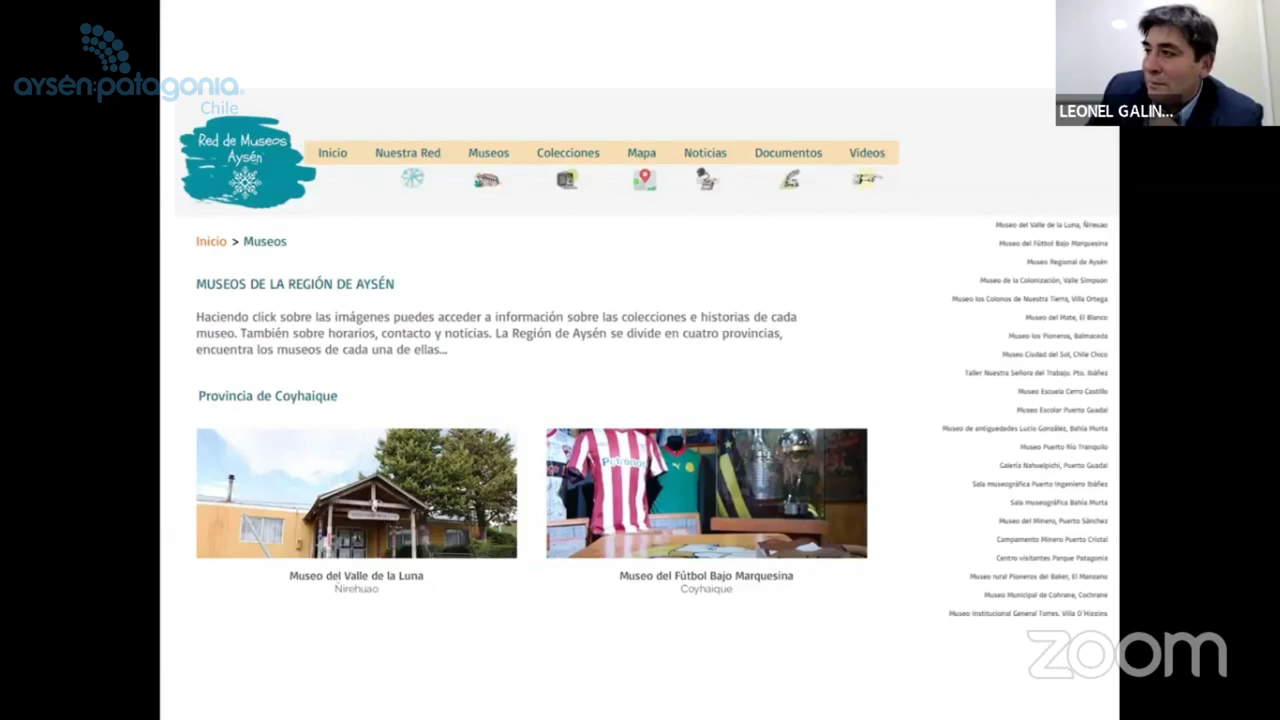 aysén:patagonia
Chile
LEONEL GALIN...
Red de Museos
Aysén
Inicio
Nuestra Red
Museos
Colecciones
Mapa
Noticias
Documentos
Videos
Inicio > Museos
MUSEOS DE LA REGIÓN DE AYSÉN
Haciendo click sobre las imágenes puedes acceder a información sobre las colecciones e historias de cada
museo. También sobre horarios, contacto y noticias. La Región de Aysén se divide en cuatro provincias,
encuentra los museos de cada una de ellas...
Provincia de Coyhaique
Museo del Valle de la Luna
Ñirehuao
Museo del Fútbol Bajo Marquesina
Coyhaique
Museo del Valle de la Luna, Ñireuao
Museo del Fútbol Bajo Marquesina
Museo Regional de Aysén
Museo de la Colonización, Valle Simpson
Museo los Colonos de Nuestra Tierra, Villa Ortega
Museo del Mate, El Blanco
Museo los Pioneros, Balmaceda
Museo Ciudad del Sol, Chile Chico
Taller Nuestra Señora del Trabajo. Pto. Ibáñez
Museo Escuela Cerro Castillo
Museo Escolar Puerto Guadal
Museo de antiguedades Lucio González, Bahía Murta
Museo Puerto Río Tranquilo
Galería Nahuelpichi, Puerto Guadal
Sala museográfica Puerto Ingeniero Ibáñez
Sala museográfica Bahía Murta
Museo del Minero, Puerto Sánchez
Campamento Minero Puerto Cristal
Centro visitantes Parque Patagonia
Museo rural Pioneros del Baker, El Manzano
Museo Municipal de Cohrane, Cochrane
Museo Institucional General Torres. Villa O'Higgins
zoom